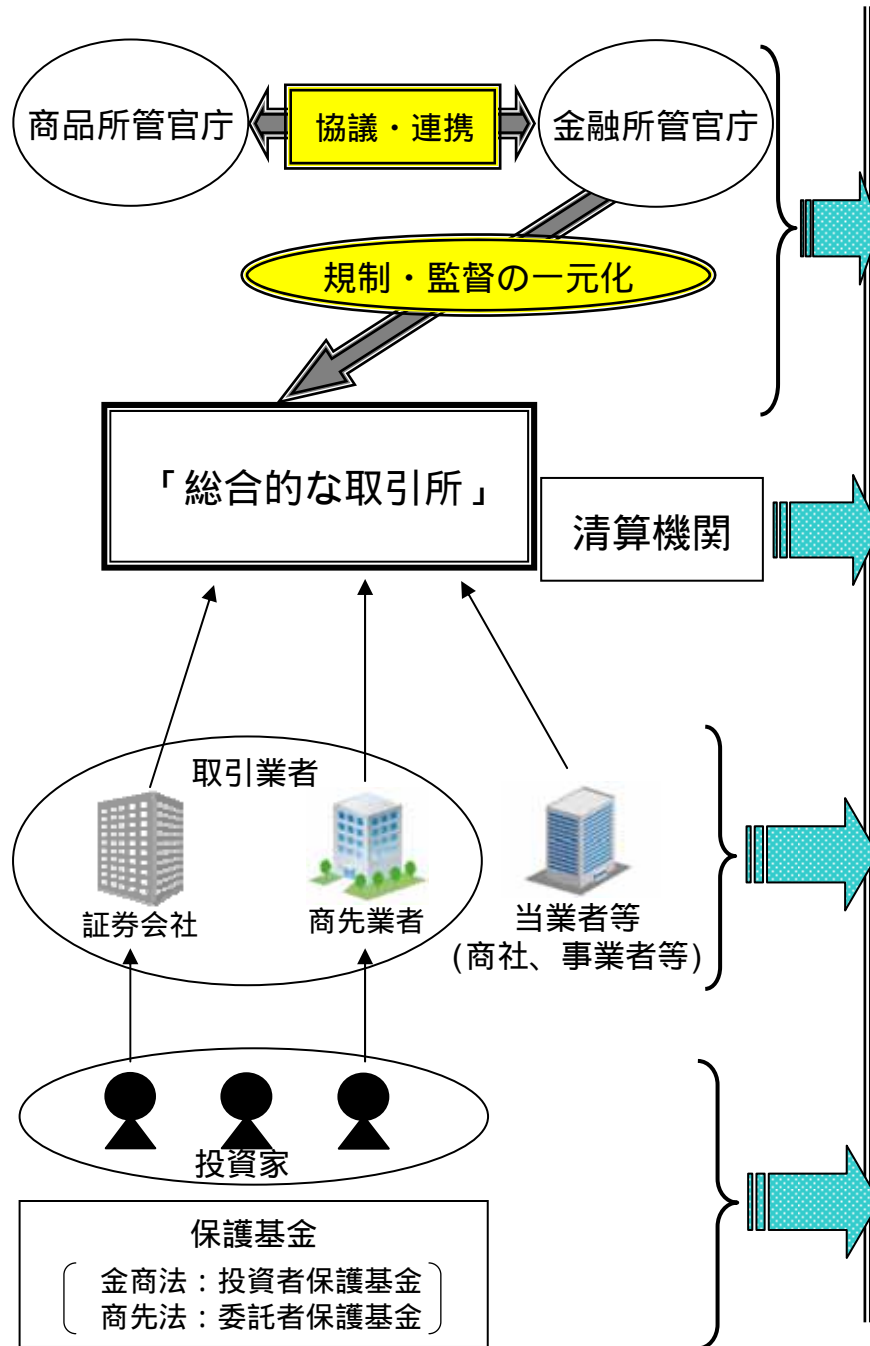 商品所管官庁
協議・連携
金融所管官庁
規制・監督の一元化
「総合的な取引所」
清算機関
取引業者
証券会社
商先業者
当業者等
(商社、事業者等)
投資家
保護基金
金商法：投資者保護基金
商先法：委託者保護基金